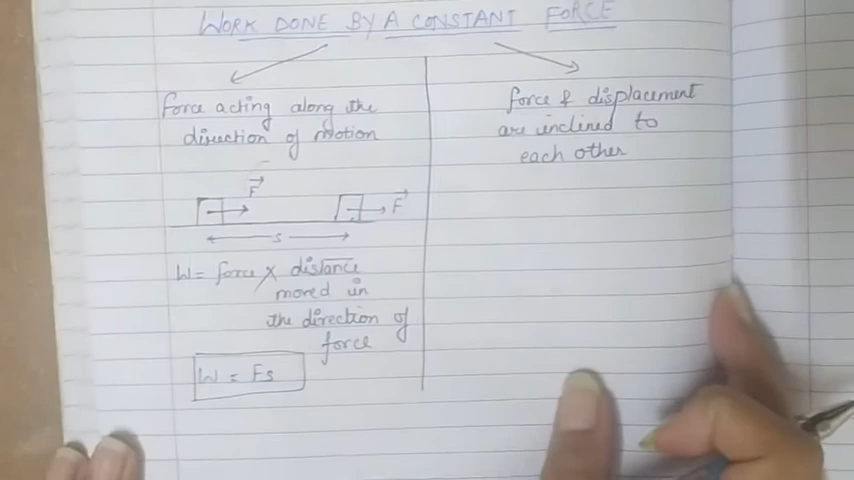 WORK DONE BY A CONSTANT FORCE
Force acting along the
direction of motion
F
F
S
W = force × distance
moved in
the direction of
force
W = Fs
force & displacement
are inclined to
each other